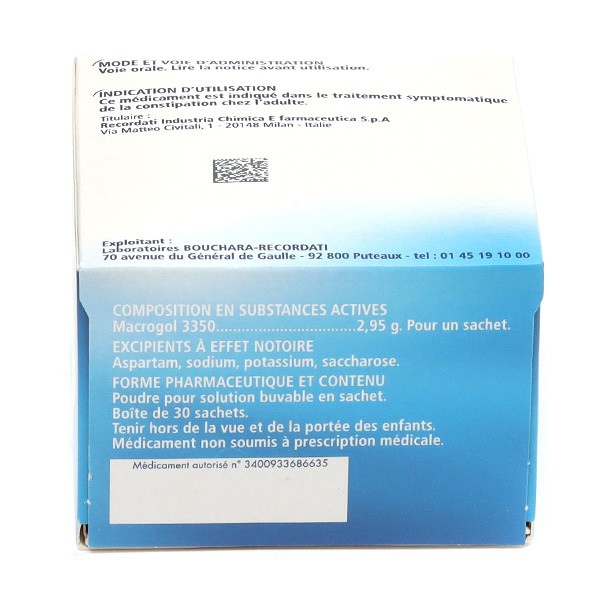 MODE ET VOIE D'ADMINISTRATION
Voie orale. Lire la notice avant utilisation.
INDICATION D'UTILISATION
Ce médicament est indiqué dans le traitement symptomatique
de la constipation chez l'adulte.
Titulaire :
Recordati Industria Chimica E farmaceutica S.p.A
Via Matteo Civitali, 1 - 20148 Milan - Italie
Exploitant :
Laboratoires BOUCHARA-RECORDATI
70 avenue du Général de Gaulle - 92 800 Puteaux - tel : 01 45 19 10 00
COMPOSITION EN SUBSTANCES ACTIVES
Macrogol 3350.................................2,95 g. Pour un sachet.
EXCIPIENTS À EFFET NOTOIRE
Aspartam, sodium, potassium, saccharose.
FORME PHARMACEUTIQUE ET CONTENU
Poudre pour solution buvable en sachet.
Boîte de 30 sachets.
Tenir hors de la vue et de la portée des enfants.
Médicament non soumis à prescription médicale.
Médicament autorisé n° 3400933686635